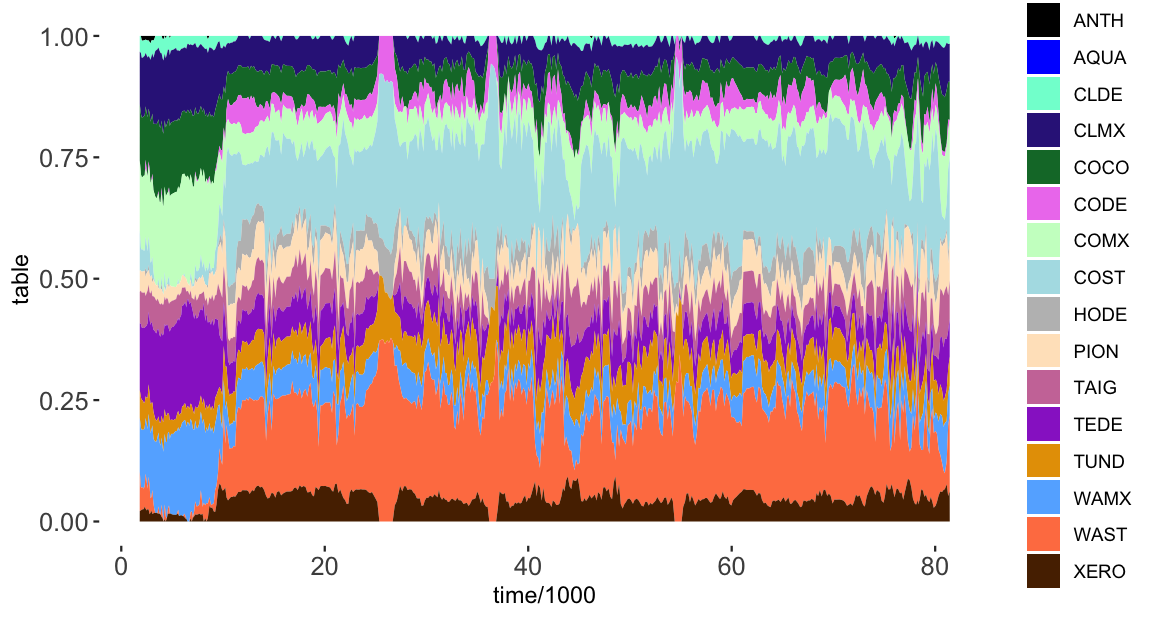 1.00
0.75
0.50
0.25
0.00
table
0 20 40 60 80
time/1000
ANTH
AQUA
CLDE
CLMX
COCO
CODE
COMX
COST
HODE
PION
TAIG
TEDE
TUND
WAMX
WAST
XERO